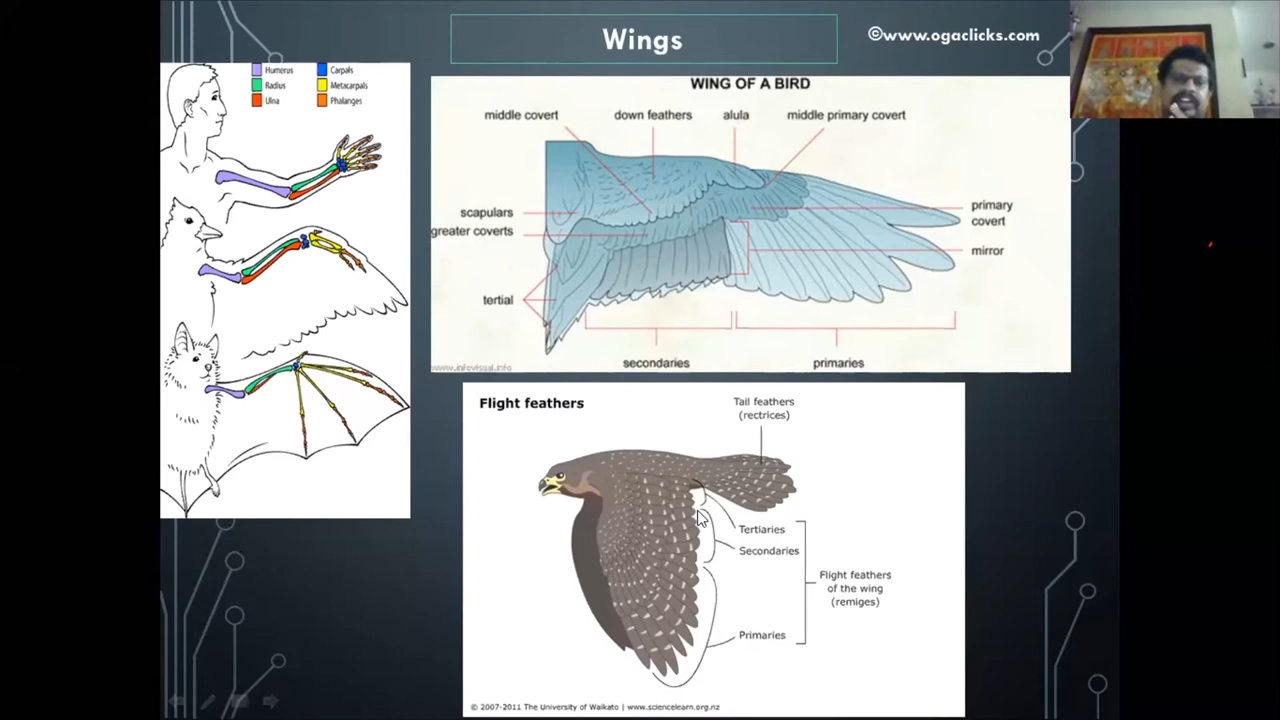 Wings
©www.ogaclicks.com
Humerus
Radius
Ulna
Carpals
Metacarpals
Phalanges
WING OF A BIRD
middle covert
down feathers
alula
middle primary covert
scapulars
greater coverts
tertial
primary
covert
mirror
secondaries
primaries
www.infovisual.info
Flight feathers
Tail feathers
(rectrices)
Tertiaries
Secondaries
Flight feathers
of the wing
(remiges)
Primaries
© 2007-2011 The University of Waikato | www.sciencelearn.org.nz